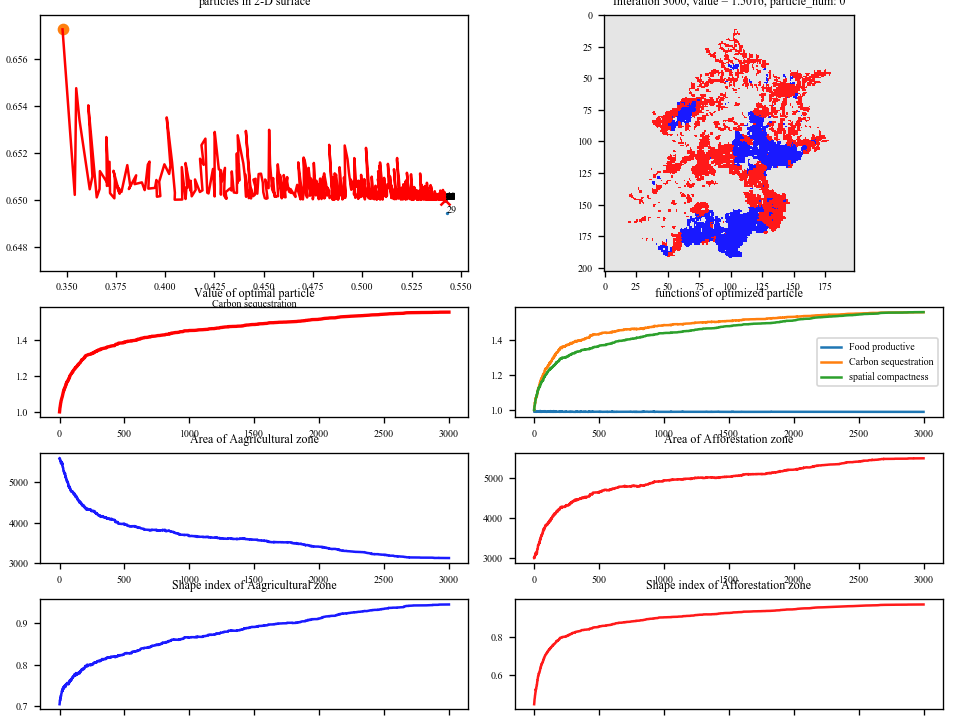 particles in 2-D surface
0.656
0.654
0.652
0.650
0.648
29
0.350 0.375 0.400 0.425 0.450 0.475 0.500 0.525 0.550
Carbon sequestration
Interation 3000, value = 1.5016, particle_num: 0
0
25
50
75
100
125
150
175
200
0 25 50 75 100 125 150 175
Value of optimal particle
1.4
1.2
1.0
0 500 1000 1500 2000 2500 3000
functions of optimized particle
1.4
1.2
1.0
Food productive
Carbon sequestration
spatial compactness
0 500 1000 1500 2000 2500 3000
Area of Aagricultural zone
5000
4000
3000
0 500 1000 1500 2000 2500 3000
Area of Afforestation zone
5000
4000
3000
0 500 1000 1500 2000 2500 3000
Shape index of Aagricultural zone
0.9
0.8
0.7
Shape index of Afforestation zone
0.8
0.6